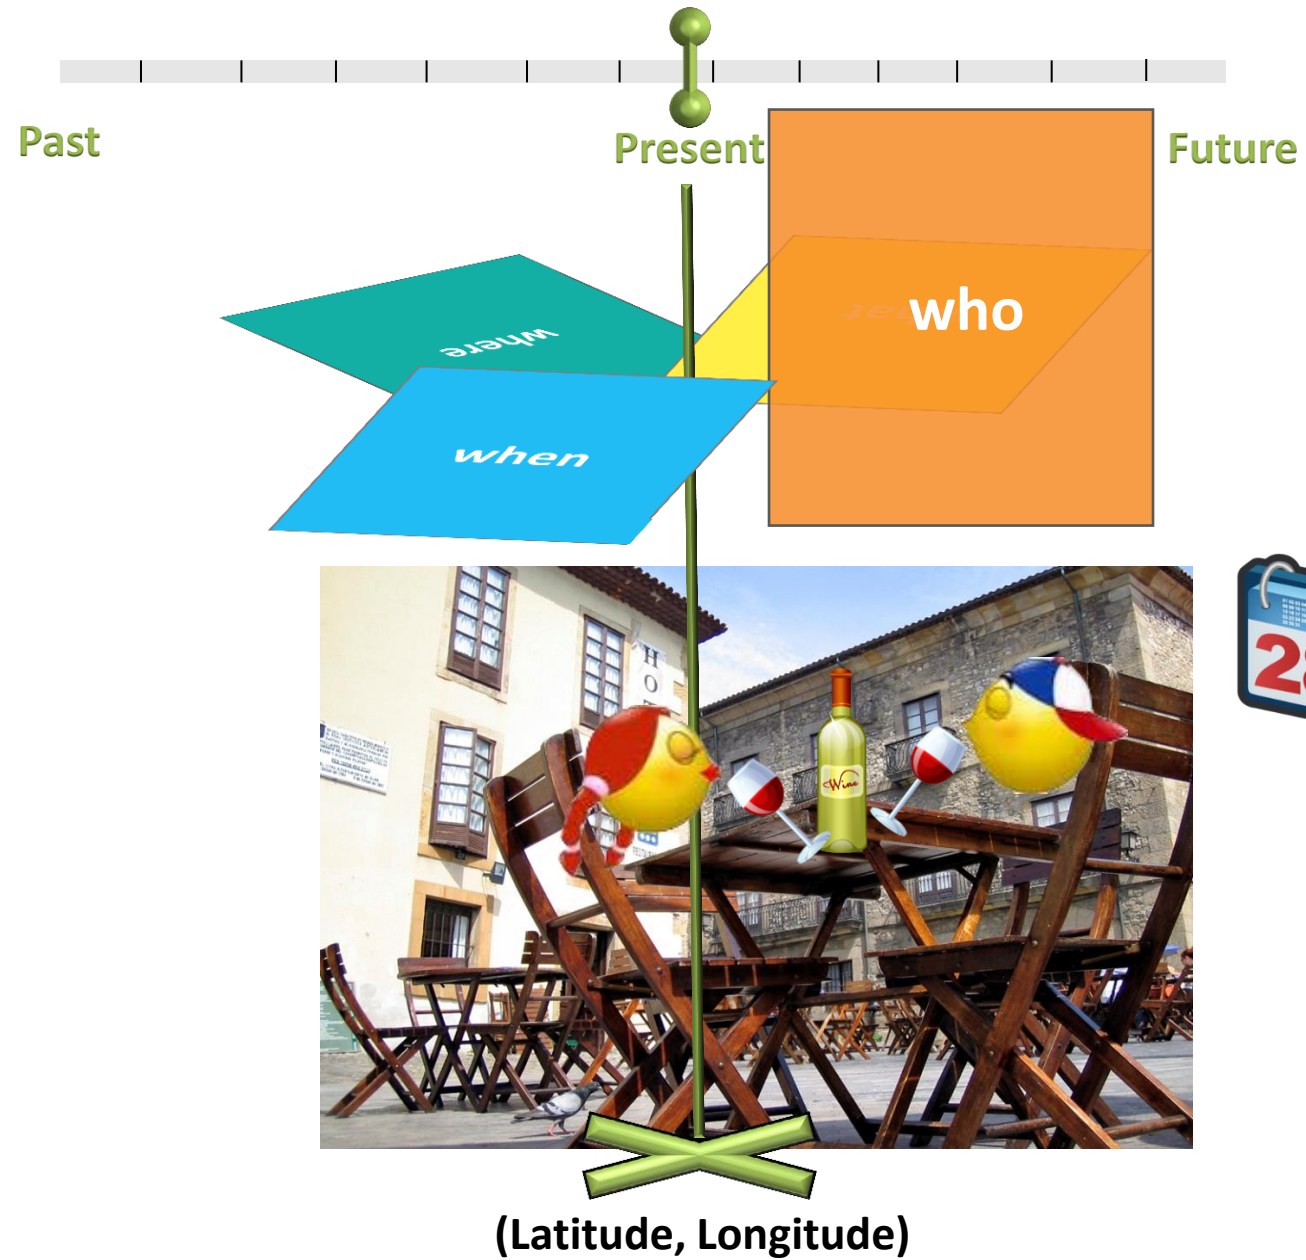 Past
Present
Future
where
who
when
H
O
Wine
(Latitude, Longitude)